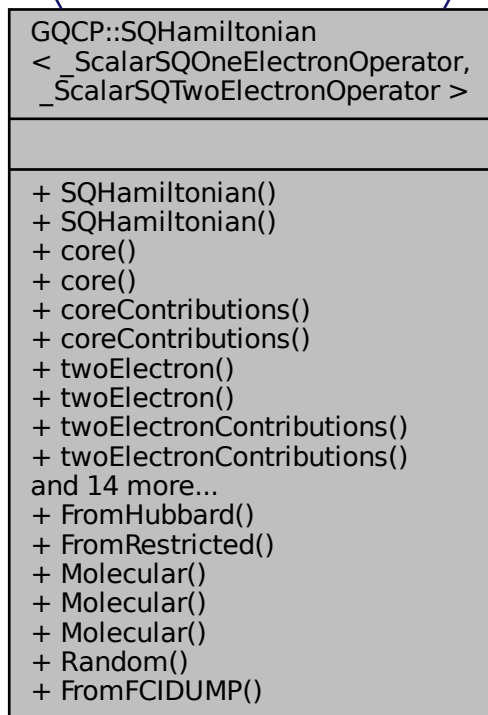 GQCP::SQHamiltonian
< _ScalarSQOneElectronOperator,
_ScalarSQTwoElectronOperator >
+ SQHamiltonian()
+ SQHamiltonian()
+ core()
+ core()
+ coreContributions()
+ coreContributions()
+ twoElectron()
+ twoElectron()
+ twoElectronContributions()
+ twoElectronContributions()
and 14 more...
+ FromHubbard()
+ FromRestricted()
+ Molecular()
+ Molecular()
+ Molecular()
+ Random()
+ FromFCIDUMP()